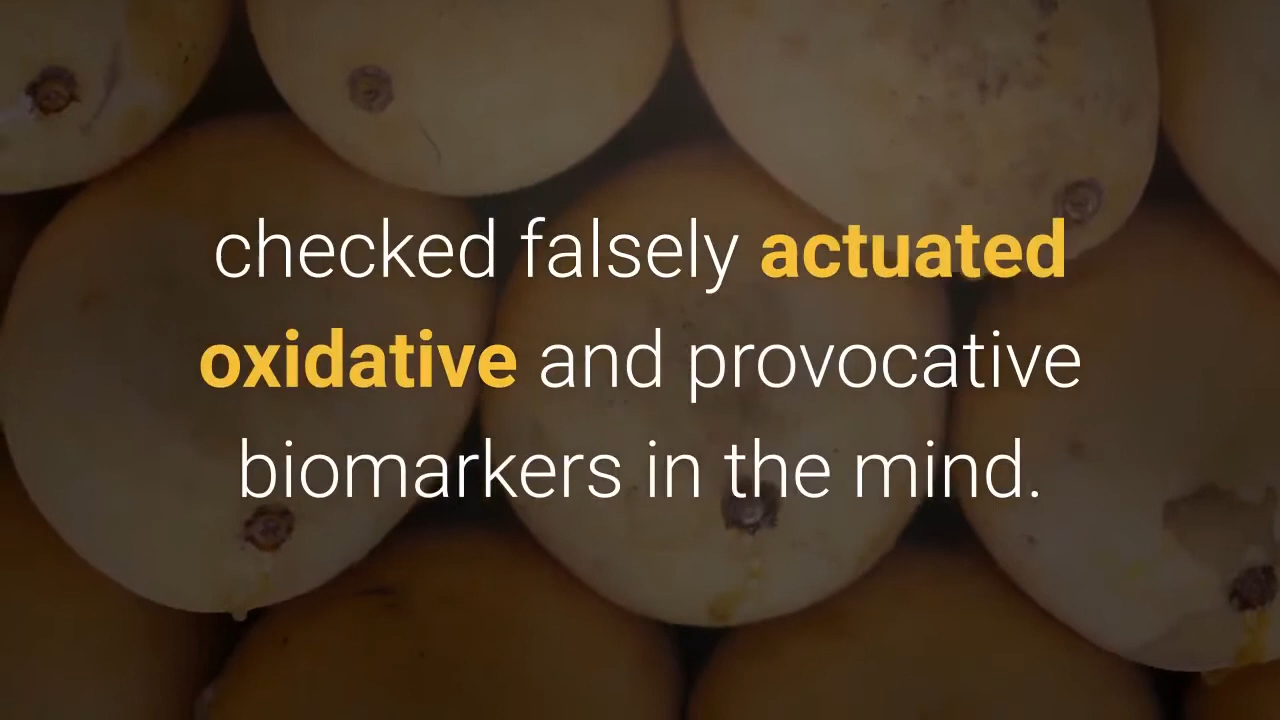 checked falsely actuated
oxidative and provocative
biomarkers in the mind.